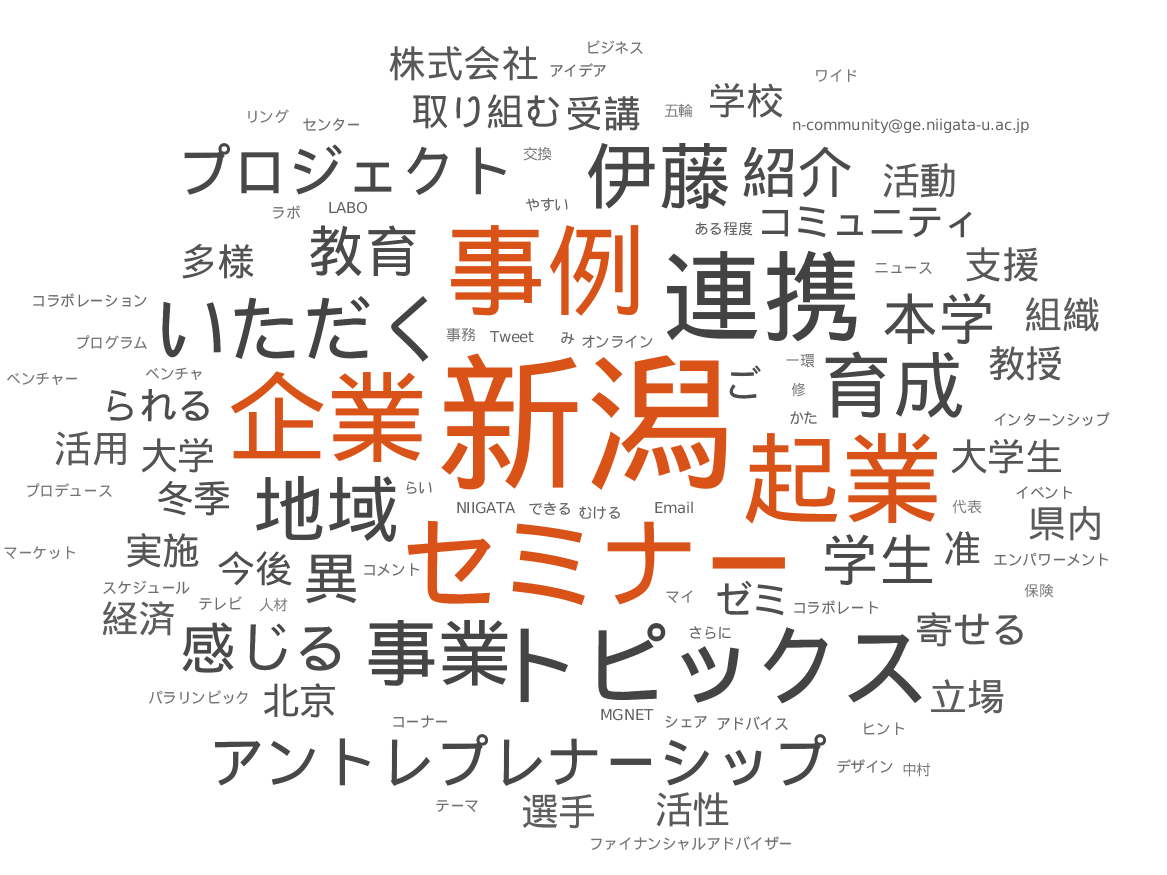 ビジネス
株式会社 アイデア
ワイド
取り組む 受講 五輪 学校
リング センター n-community@ge.niigata-u.ac.jp
プロジェクト 交換 伊藤 紹介 活動
ラボ LABO やすい
ある程度 コミュニティ
多様 教育 事例 連携 ニュース 支援
コラボレーション いただく 本学 組織
プログラム 事務 Tweet み オンライン
ベンチャー ベンチャ 一環 教授
られる 企業 新潟 ご 修 育成
かた インターンシップ
活用 大学 起業 大学生
プロデュース 冬季 地域 らい イベント
NIIGATA できる むける Email 代表 県内
マーケット 実施 セミナー 学生 准 エンパワーメント
今後 異 コメント
スケジュール マイ ゼミ コラボレート 保険
経済 テレビ 人材
感じる 事業 トピックス さらに 寄せる
パラリンピック 北京 立場
コーナー MGNET シェア アドバイス ヒント
アントレプレナーシップ デザイン 中村
テーマ 選手 活性
ファイナンシャルアドバイザー